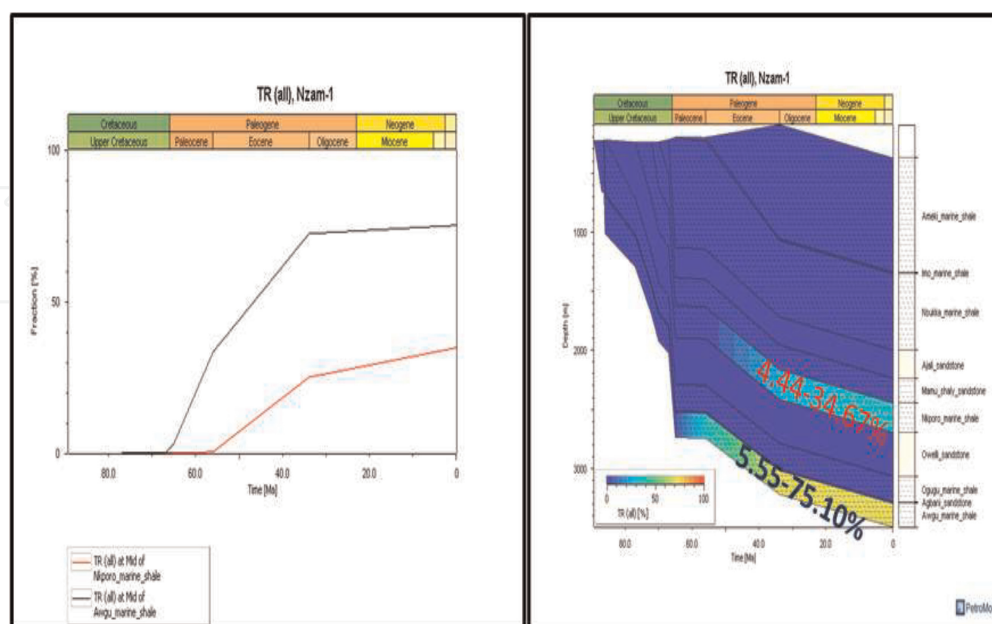 TR (all), Nzam-1
Cretaceous Paleogene Neogene
Upper Cretaceous Paleocene Eocene Oligocene Miocene
100
50
0
Fraction [%]
80.0 60.0 40.0 20.0 0
Time [Ma]
TR (all) at Mid of
Nkporo_marine_shale
TR (all) at Mid of
Awgu_marine_shale
TR (all), Nzam-1
Cretaceous Paleogene Neogene
Upper Cretaceous Paleocene Eocene Oligocene Miocene
1000
2000
3000
Depth [m]
4.44-34.67%
5.55-75.10%
0 50 100
TR (all) [%]
80.0 60.0 40.0 20.0 0
Time [Ma]
Ameki_marine_shale
Imo_marine_shale
Nsukka_marine_shale
Ajali_sandstone
Mamu_shaly_sandstone
Nkporo_marine_shale
Owelli_sandstone
Ogugu_marine_shale
Agbani_sandstone
Awgu_marine_shale
PetroMo